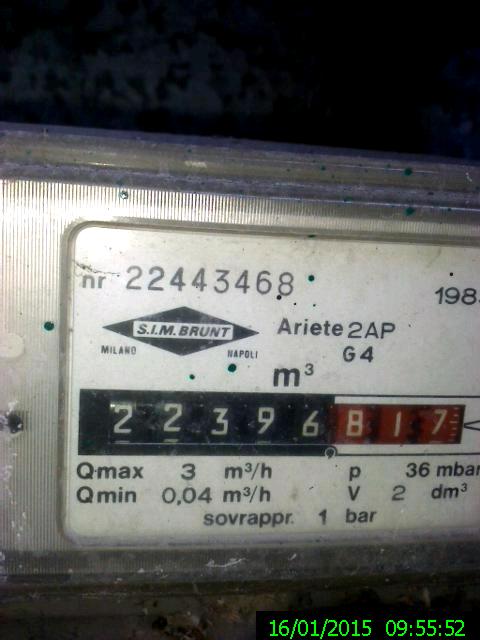 nr 22443468
198
S.I.M. BRUNT
MILANO NAPOLI
Ariete 2AP
G4
m³
22396817
Qmax 3 m³/h p 36 mbar
Qmin 0,04 m³/h V 2 dm³
sovrappr. 1 bar
16/01/2015 09:55:52